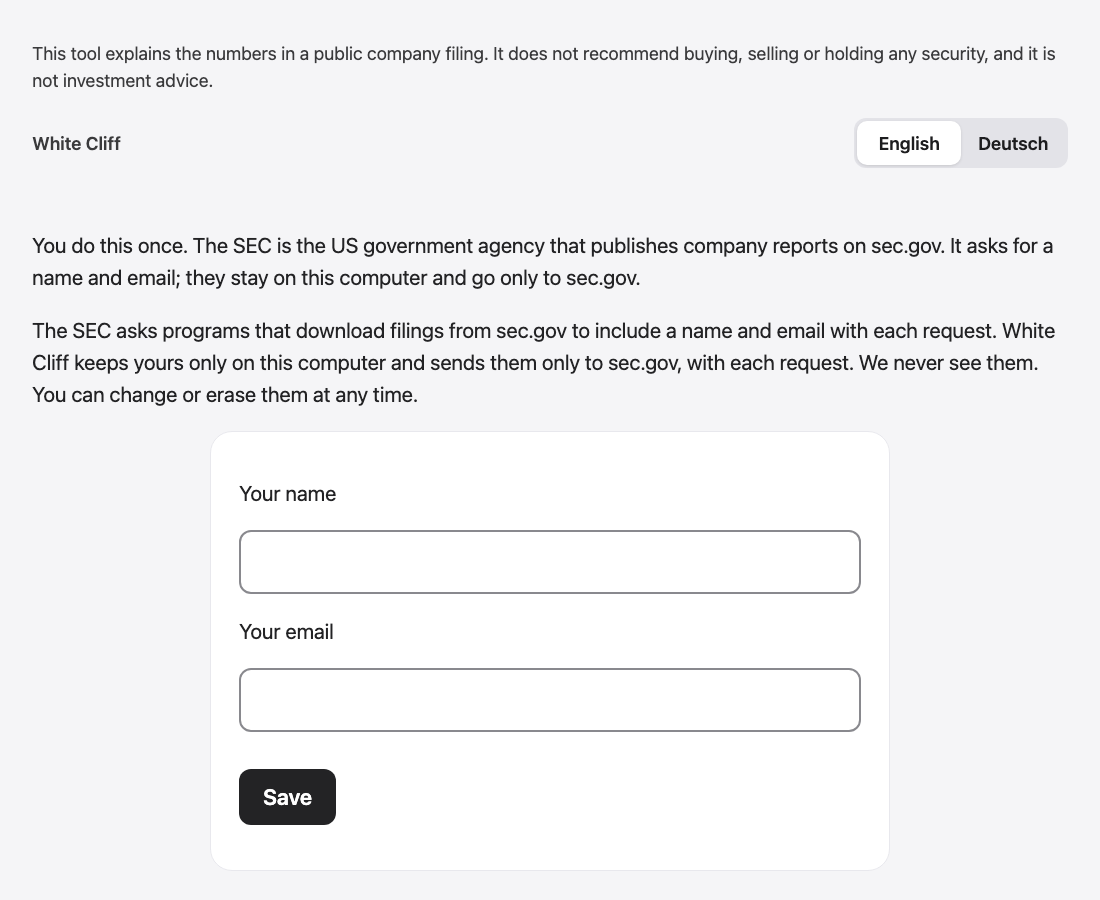 This tool explains the numbers in a public company filing. It does not recommend buying, selling or holding any security, and it is
not investment advice.
White Cliff
English
Deutsch
You do this once. The SEC is the US government agency that publishes company reports on sec.gov. It asks for a
name and email; they stay on this computer and go only to sec.gov.
The SEC asks programs that download filings from sec.gov to include a name and email with each request. White
Cliff keeps yours only on this computer and sends them only to sec.gov, with each request. We never see them.
You can change or erase them at any time.
Your name
Your email
Save